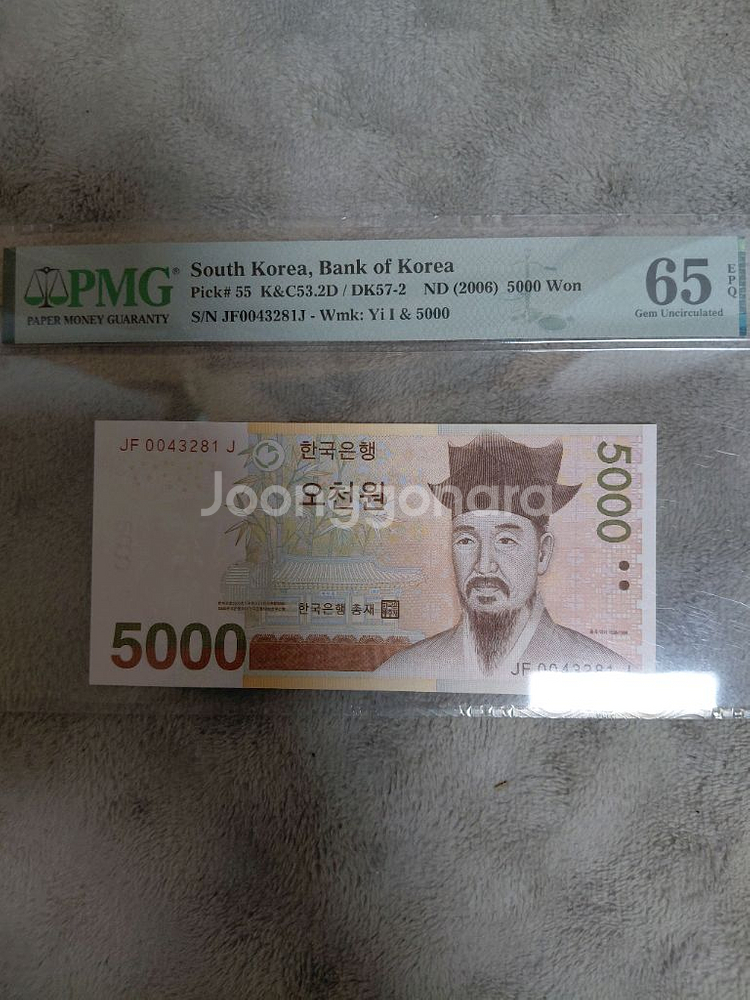 PMG®
PAPER MONEY GUARANTY
South Korea, Bank of Korea
Pick# 55 K&C53.2D / DK57-2 ND (2006) 5000 Won
S/N JF0043281J - Wmk: Yi I & 5000
65
EPQ
Gem Uncirculated
JF 0043281 J
한국은행
오천원
5000
Joonggonara
한국은행 총재
5000
JF 0043281 J